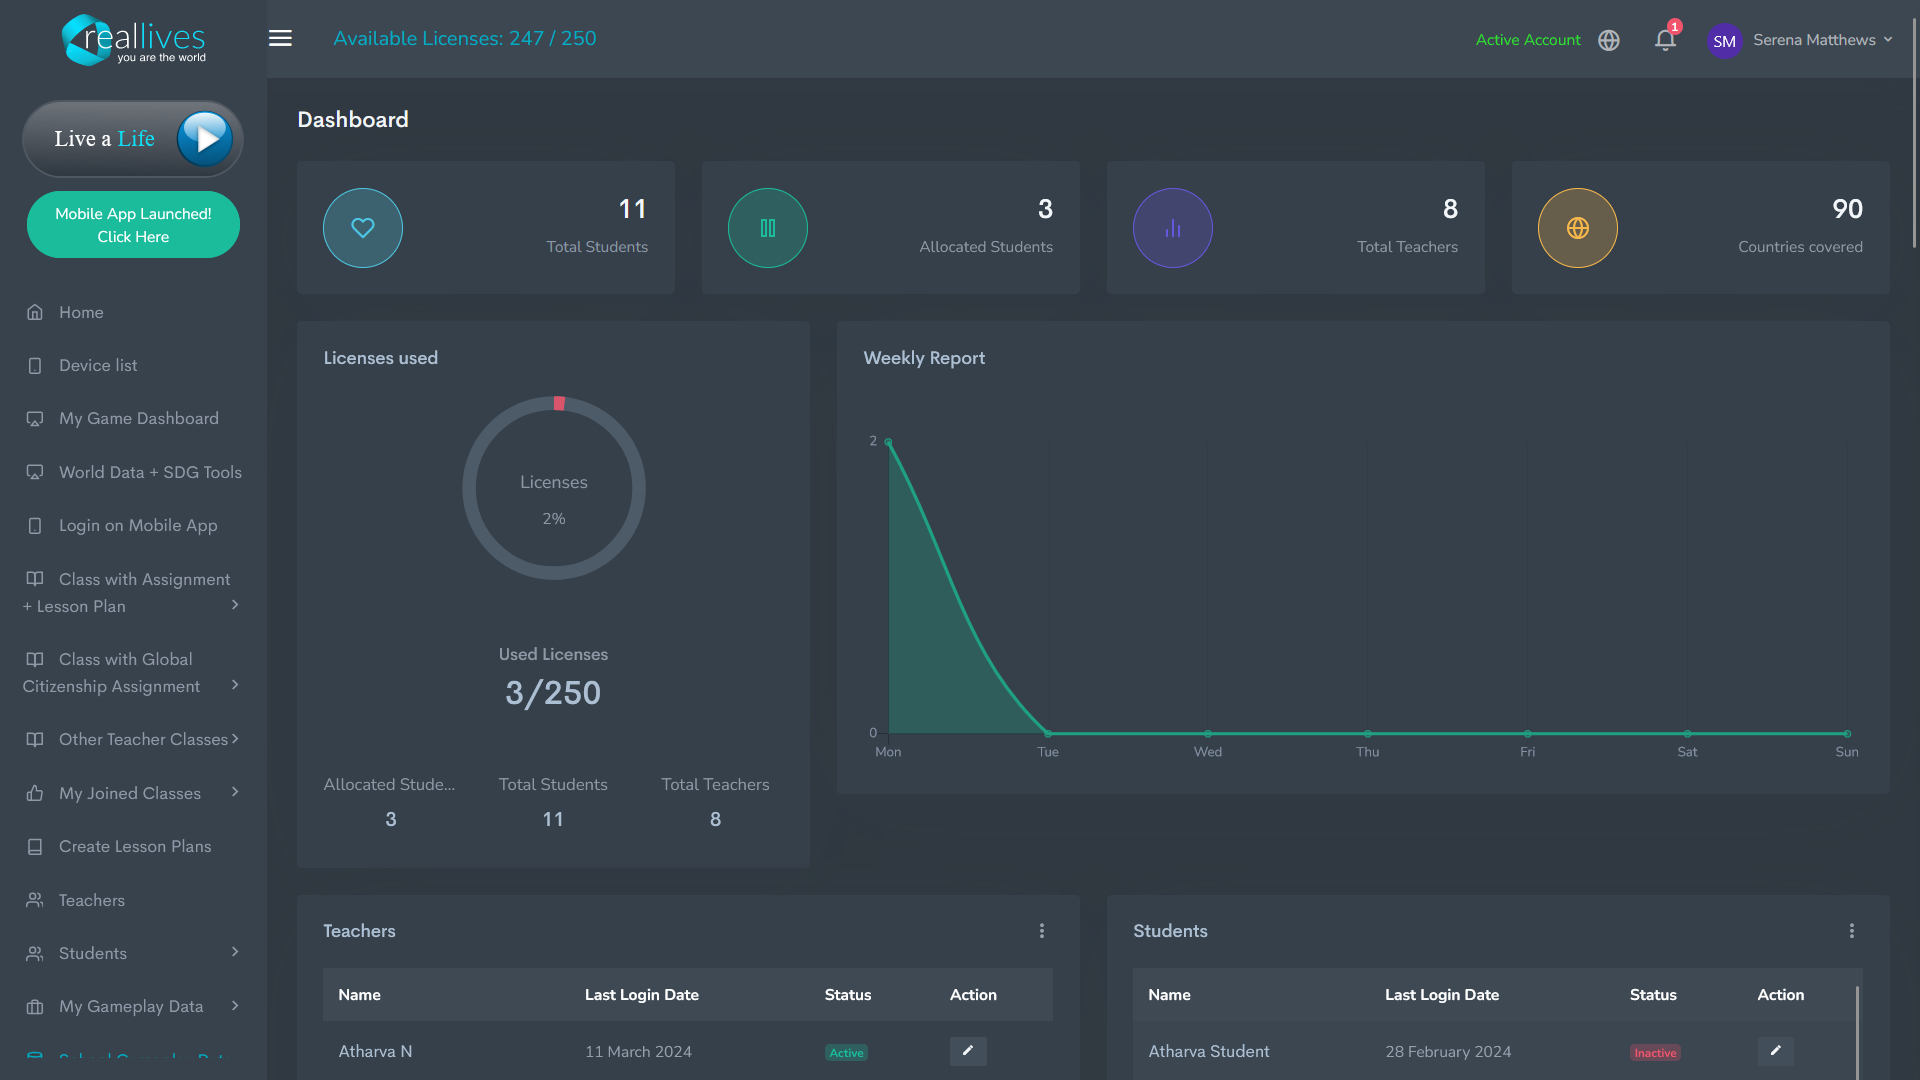 reallives
you are the world
Available Licenses: 247 / 250
Active Account
1
SM
Serena Matthews
Live a Life
Mobile App Launched!
Click Here
Home
Device list
My Game Dashboard
World Data + SDG Tools
Login on Mobile App
Class with Assignment
+ Lesson Plan
Class with Global
Citizenship Assignment
Other Teacher Classes
My Joined Classes
Create Lesson Plans
Teachers
Students
My Gameplay Data
Dashboard
11
Total Students
3
Allocated Students
8
Total Teachers
90
Countries covered
Licenses used
Licenses
2%
Used Licenses
3/250
Allocated Stude...
3
Total Students
11
Total Teachers
8
Weekly Report
2
0
Mon Tue Wed Thu Fri Sat Sun
Teachers
Name Last Login Date Status Action
Atharva N 11 March 2024 Active
Students
Name Last Login Date Status Action
Atharva Student 28 February 2024 Inactive